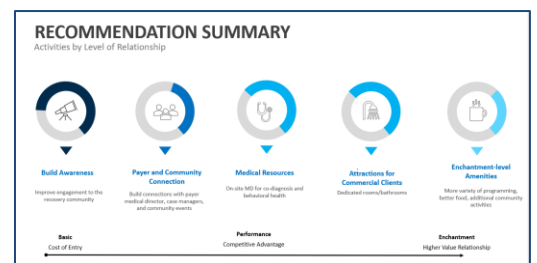 RECOMMENDATION SUMMARY
Activities by Level of Relationship
Build Awareness
Improve engagement to the
recovery community
Payer and Community
Connection
Build connections with payer
medical director, case-managers,
and community events
Medical Resources
On-site MD for co-diagnosis and
behavioral health
Attractions for
Commercial Clients
Dedicated rooms/bathrooms
Enchantment-level
Amenities
More variety of programming,
better food, additional community
activities
Basic
Cost of Entry
Performance
Competitive Advantage
Enchantment
Higher Value Relationship